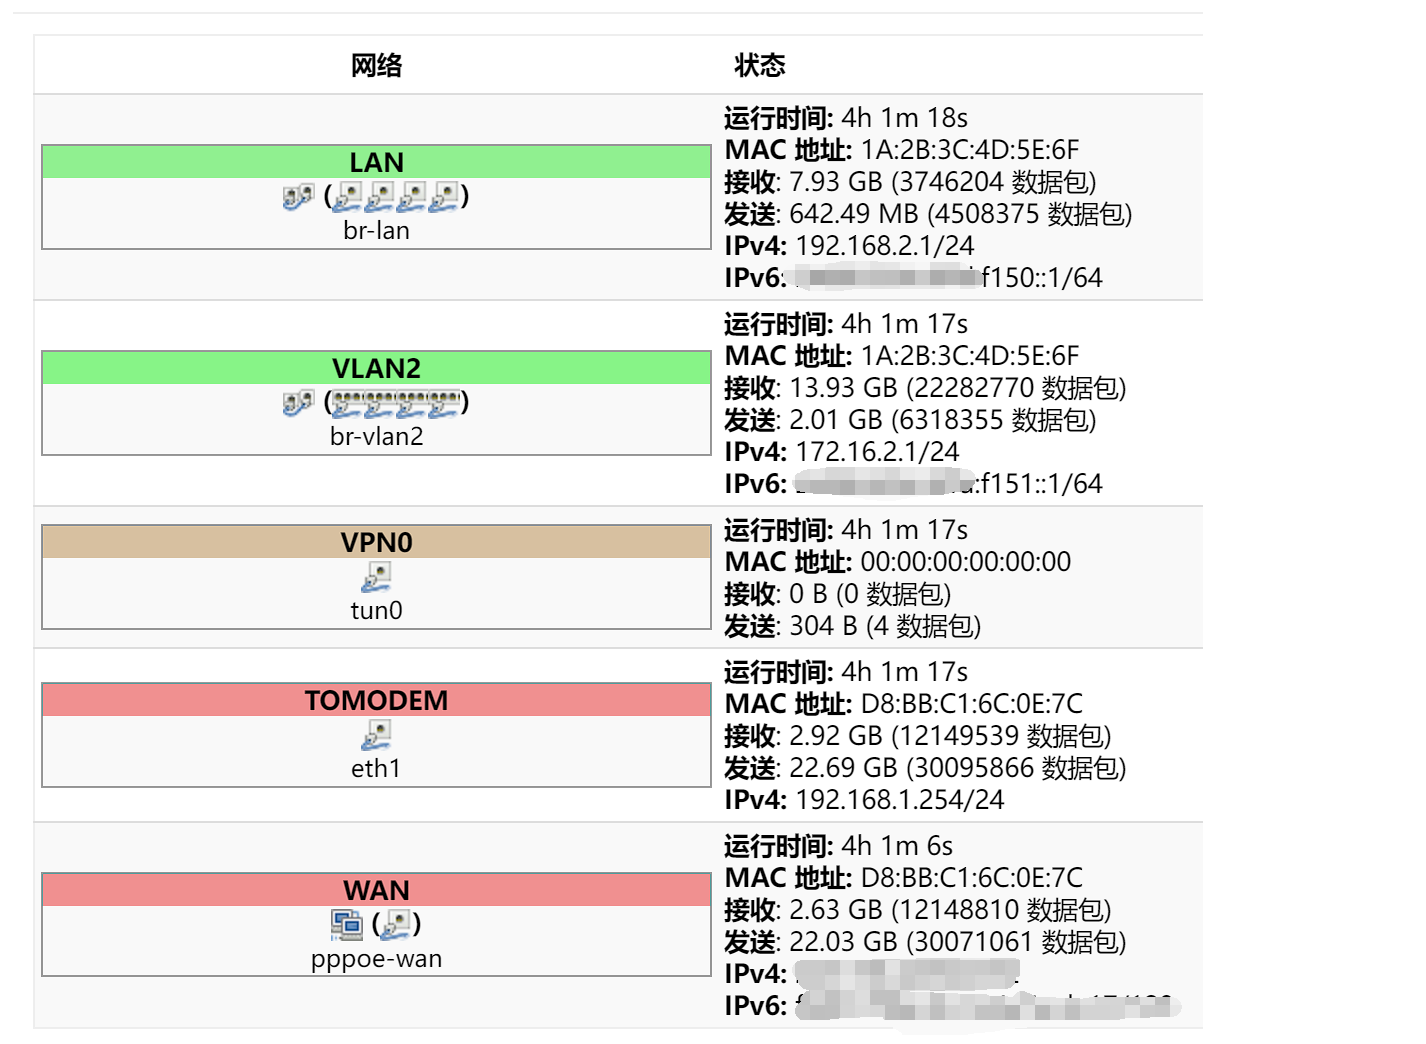 网络 状态
LAN
br-lan
运行时间: 4h 1m 18s
MAC 地址: 1A:2B:3C:4D:5E:6F
接收: 7.93 GB (3746204 数据包)
发送: 642.49 MB (4508375 数据包)
IPv4: 192.168.2.1/24
IPv6: f150::1/64
VLAN2
br-vlan2
运行时间: 4h 1m 17s
MAC 地址: 1A:2B:3C:4D:5E:6F
接收: 13.93 GB (22282770 数据包)
发送: 2.01 GB (6318355 数据包)
IPv4: 172.16.2.1/24
IPv6: :f151::1/64
VPN0
tun0
运行时间: 4h 1m 17s
MAC 地址: 00:00:00:00:00:00
接收: 0 B (0 数据包)
发送: 304 B (4 数据包)
TOMODEM
eth1
运行时间: 4h 1m 17s
MAC 地址: D8:BB:C1:6C:0E:7C
接收: 2.92 GB (12149539 数据包)
发送: 22.69 GB (30095866 数据包)
IPv4: 192.168.1.254/24
WAN
pppoe-wan
运行时间: 4h 1m 6s
MAC 地址: D8:BB:C1:6C:0E:7C
接收: 2.63 GB (12148810 数据包)
发送: 22.03 GB (30071061 数据包)
IPv4:
IPv6: